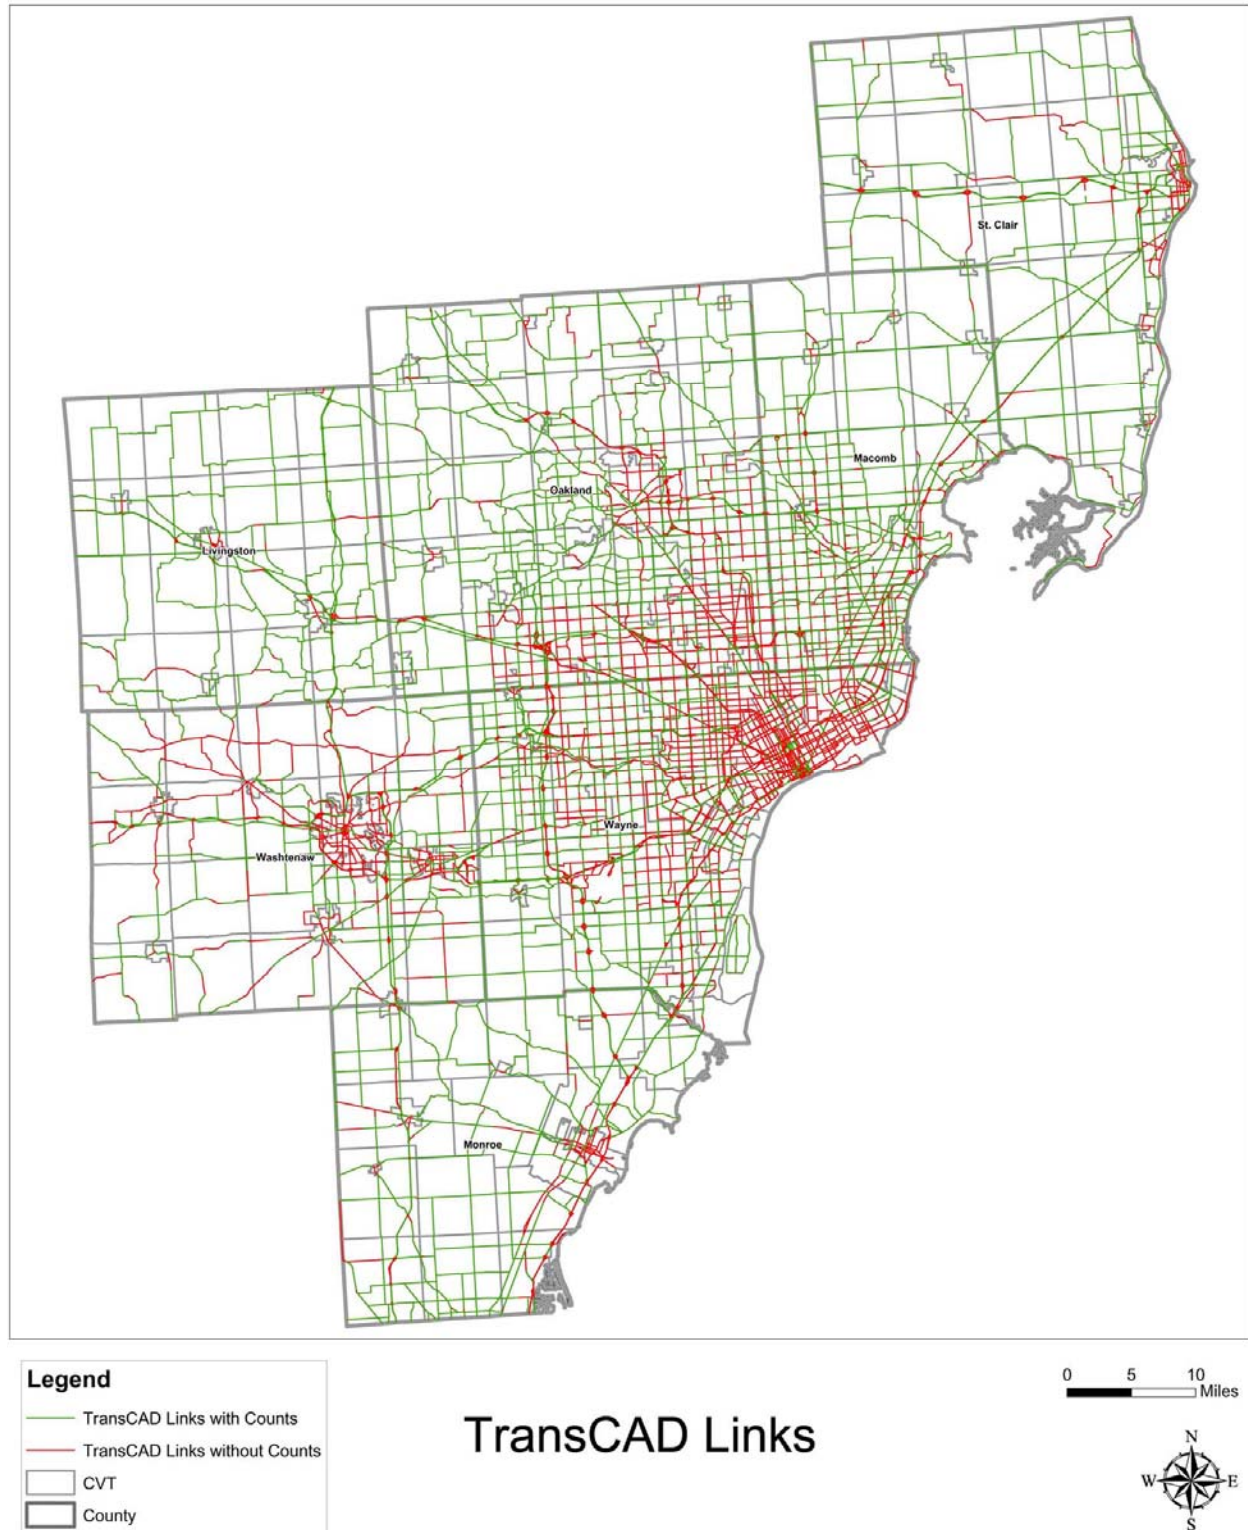 St. Clair
Macomb
Oakland
Livingston
Wayne
Washtenaw
Monroe
Legend
TransCAD Links with Counts
TransCAD Links without Counts
CVT
County
TransCAD Links
0 5 10
Miles
N
W E
S